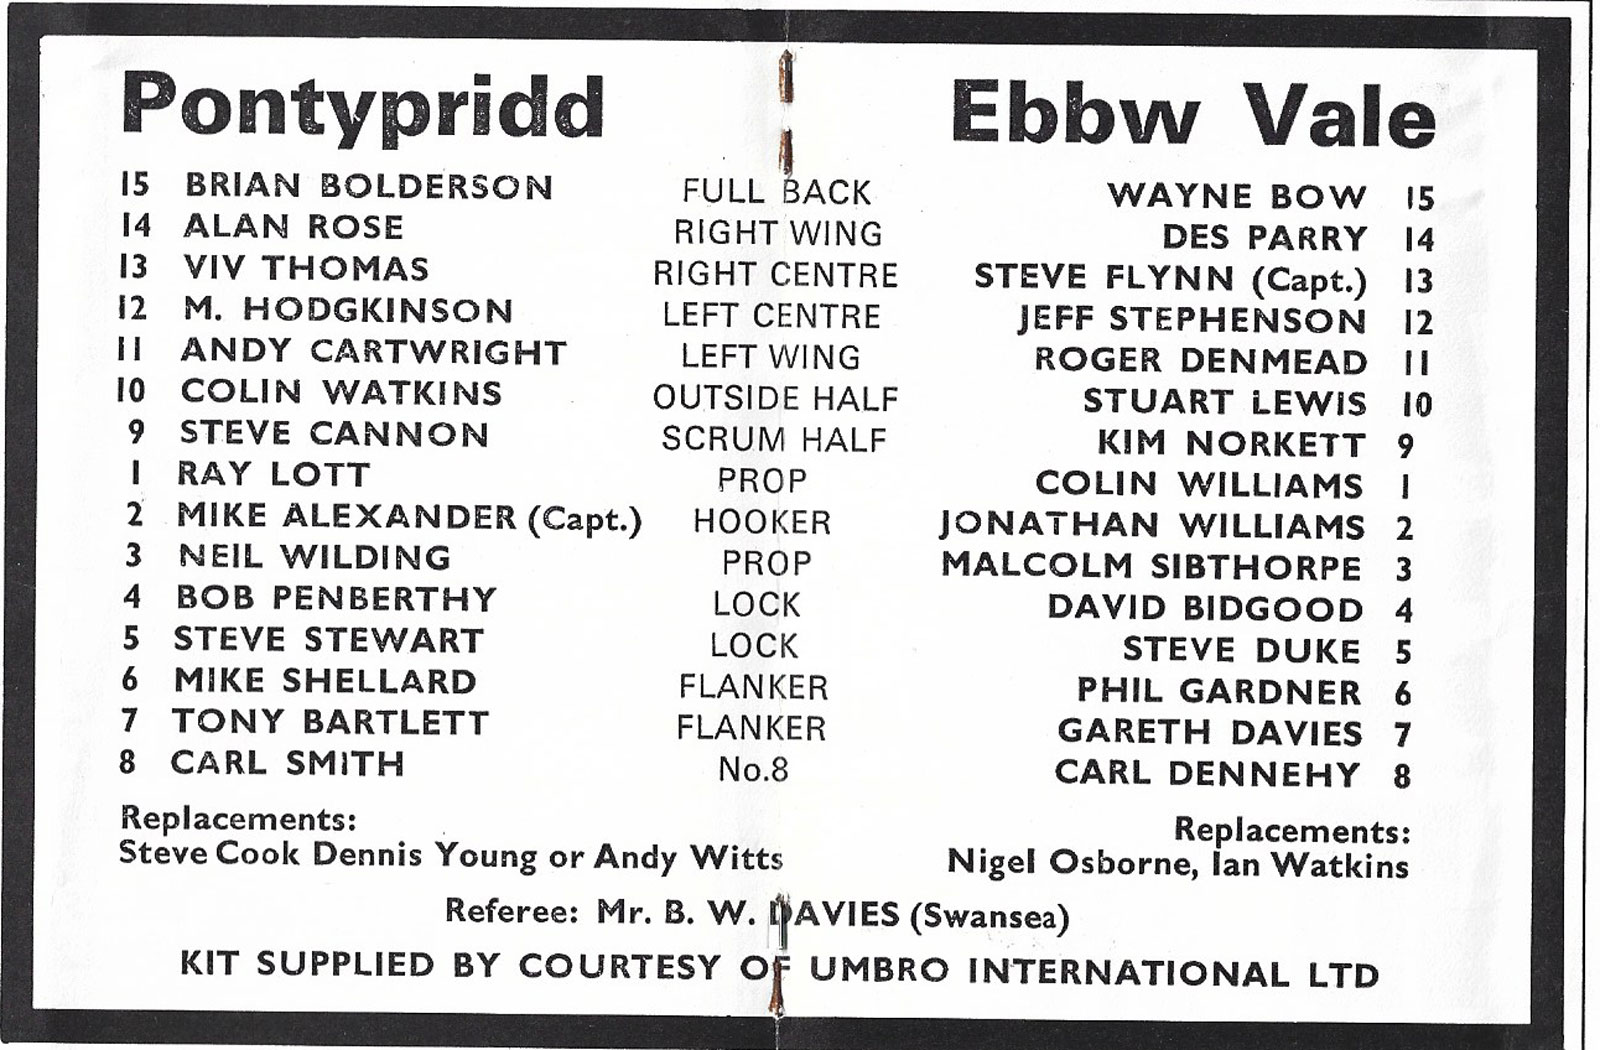 Pontypridd Ebbw Vale
15 BRIAN BOLDERSON FULL BACK WAYNE BOW 15
14 ALAN ROSE RIGHT WING DES PARRY 14
13 VIV THOMAS RIGHT CENTRE STEVE FLYNN (Capt.) 13
12 M. HODGKINSON LEFT CENTRE JEFF STEPHENSON 12
11 ANDY CARTWRIGHT LEFT WING ROGER DENMEAD 11
10 COLIN WATKINS OUTSIDE HALF STUART LEWIS 10
9 STEVE CANNON SCRUM HALF KIM NORKETT 9
1 RAY LOTT PROP COLIN WILLIAMS 1
2 MIKE ALEXANDER (Capt.) HOOKER JONATHAN WILLIAMS 2
3 NEIL WILDING PROP MALCOLM SIBTHORPE 3
4 BOB PENBERTHY LOCK DAVID BIDGOOD 4
5 STEVE STEWART LOCK STEVE DUKE 5
6 MIKE SHELLARD FLANKER PHIL GARDNER 6
7 TONY BARTLETT FLANKER GARETH DAVIES 7
8 CARL SMITH No.8 CARL DENNEHY 8
Replacements: Replacements:
Steve Cook Dennis Young or Andy Witts Nigel Osborne, Ian Watkins
Referee: Mr. B. W. DAVIES (Swansea)
KIT SUPPLIED BY COURTESY OF UMBRO INTERNATIONAL LTD